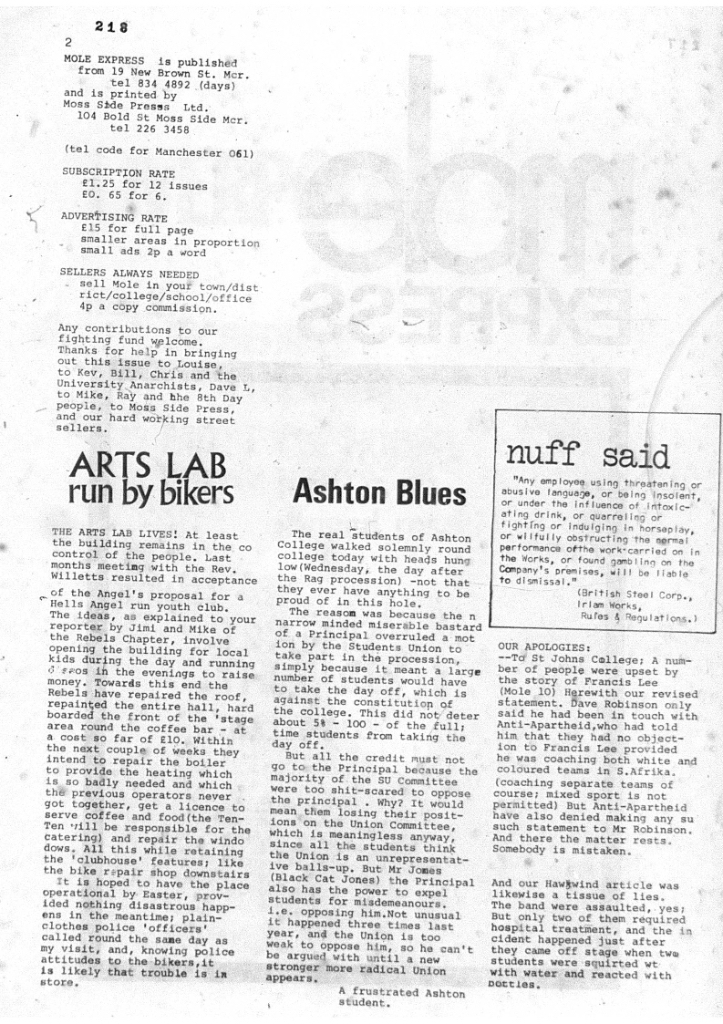 218
2
MOLE EXPRESS is published
from 19 New Brown St. Mcr.
tel 834 4892 (days)
and is printed by
Moss Side Presss Ltd.
104 Bold St Moss Side Mcr.
tel 226 3458
(tel code for Manchester 061)
SUBSCRIPTION RATE
£1.25 for 12 issues
£0. 65 for 6.
ADVERTISING RATE
£15 for full page
smaller areas in proportion
small ads 2p a word
SELLERS ALWAYS NEEDED
sell Mole in your town/dist
rict/college/school/office
4p a copy commission.
Any contributions to our
fighting fund welcome.
Thanks for help in bringing
out this issue to Louise,
to Kev, Bill, Chris and the
University Anarchists, Dave L,
to Mike, Ray and bhe 8th Day
people, to Moss Side Press,
and our hard working street
sellers.
ARTS LAB
run by bikers
THE ARTS LAB LIVES! At least
the building remains in the co
control of the people. Last
months meeting with the Rev.
Willetts resulted in acceptance
of the Angel's proposal for a
Hells Angel run youth club.
The ideas, as explained to your
reporter by Jimi and Mike of
the Rebels Chapter, involve
opening the building for local
kids during the day and running
in the evenings to raise
money. Towards this end the
Rebels have repaired the roof,
repainted the entire hall, hard
boarded the front of the 'stage
area round the coffee bar - at
a cost so far of £10. Within
the next couple of weeks they
intend to repair the boiler
to provide the heating which
is so badly needed and which
the previous operators never
got together, get a licence to
serve coffee and food(the Ten-
Ten will be responsible for the
catering) and repair the windo
dows. All this while retaining
the 'clubhouse' features; like
the bike repair shop downstairs
It is hoped to have the place
operational by Easter, prov-
ided nothing disastrous happ-
ens in the meantime; plain-
clothes police 'officers'
called round the same day as
my visit, and, knowing police
attitudes to the bikers,it
is likely that trouble is in
store.
Ashton Blues
The real students of Ashton
College walked solemnly round
college today with heads hung
low(Wednesday, the day after
the Rag procession) -not that
they ever have anything to be
proud of in this hole.
The reason was because the n
narrow minded miserable bastard
of a Principal overruled a mot
ion by the Students Union to
take part in the procession,
simply because it meant a large
number of students would have
to take the day off, which is
against the constitution of
the college. This did not deter
about - 100 - of the full;
time students from taking the
day off.
But all the credit must not
go to the Principal because the
majority of the SU Committee
were too shit-scared to oppose
the principal . Why? It would
mean them losing their posit-
ions on the Union Committee,
which is meaningless anyway,
since all the students think
the Union is an unrepresentat-
ive balls-up. But Mr Jones
(Black Cat Jones) the Principal
also has the power to expel
students for misdemeanours.
i.e. opposing him.Not unusual
it happened three times last
year, and the Union is too
weak to oppose him, so he can't
be argued with until a new
stronger more radical Union
appears.
A frustrated Ashton
student.
nuff said
"Any employee using threatening or
abusive language, or being insolent,
or under the influence of intoxic-
ating drink, or quarreling or
fighting or indulging in horseplay,
or wilfully obstructing the normal
performance ofthe work-carried on in
the Works, or found gambling on the
Company's premises, will be liable
to dismissal."
(British Steel Corp.,
Irlam Works,
Rules & Regulations.)
OUR APOLOGIES:
--To St Johns College; A num-
ber of people were upset by
the story of Francis Lee
(Mole 10) Herewith our revised
statement. Dave Robinson only
said he had been in touch with
Anti-Apartheid,who had told
him that they had no object-
ion to Francis Lee provided
he was coaching both white and
coloured teams in S.Afrika.
(coaching separate teams of
course; mixed sport is not
permitted) But Anti-Apartheid
have also denied making any su
such statement to Mr Robinson.
And there the matter rests.
Somebody is mistaken.
And our Hawkwind article was
likewise a tissue of lies.
The band were assaulted, yes;
But only two of them required
hospital treatment, and the in
cident happened just after
they came off stage when two
students were squirted wt
with water and reacted with
bottles.